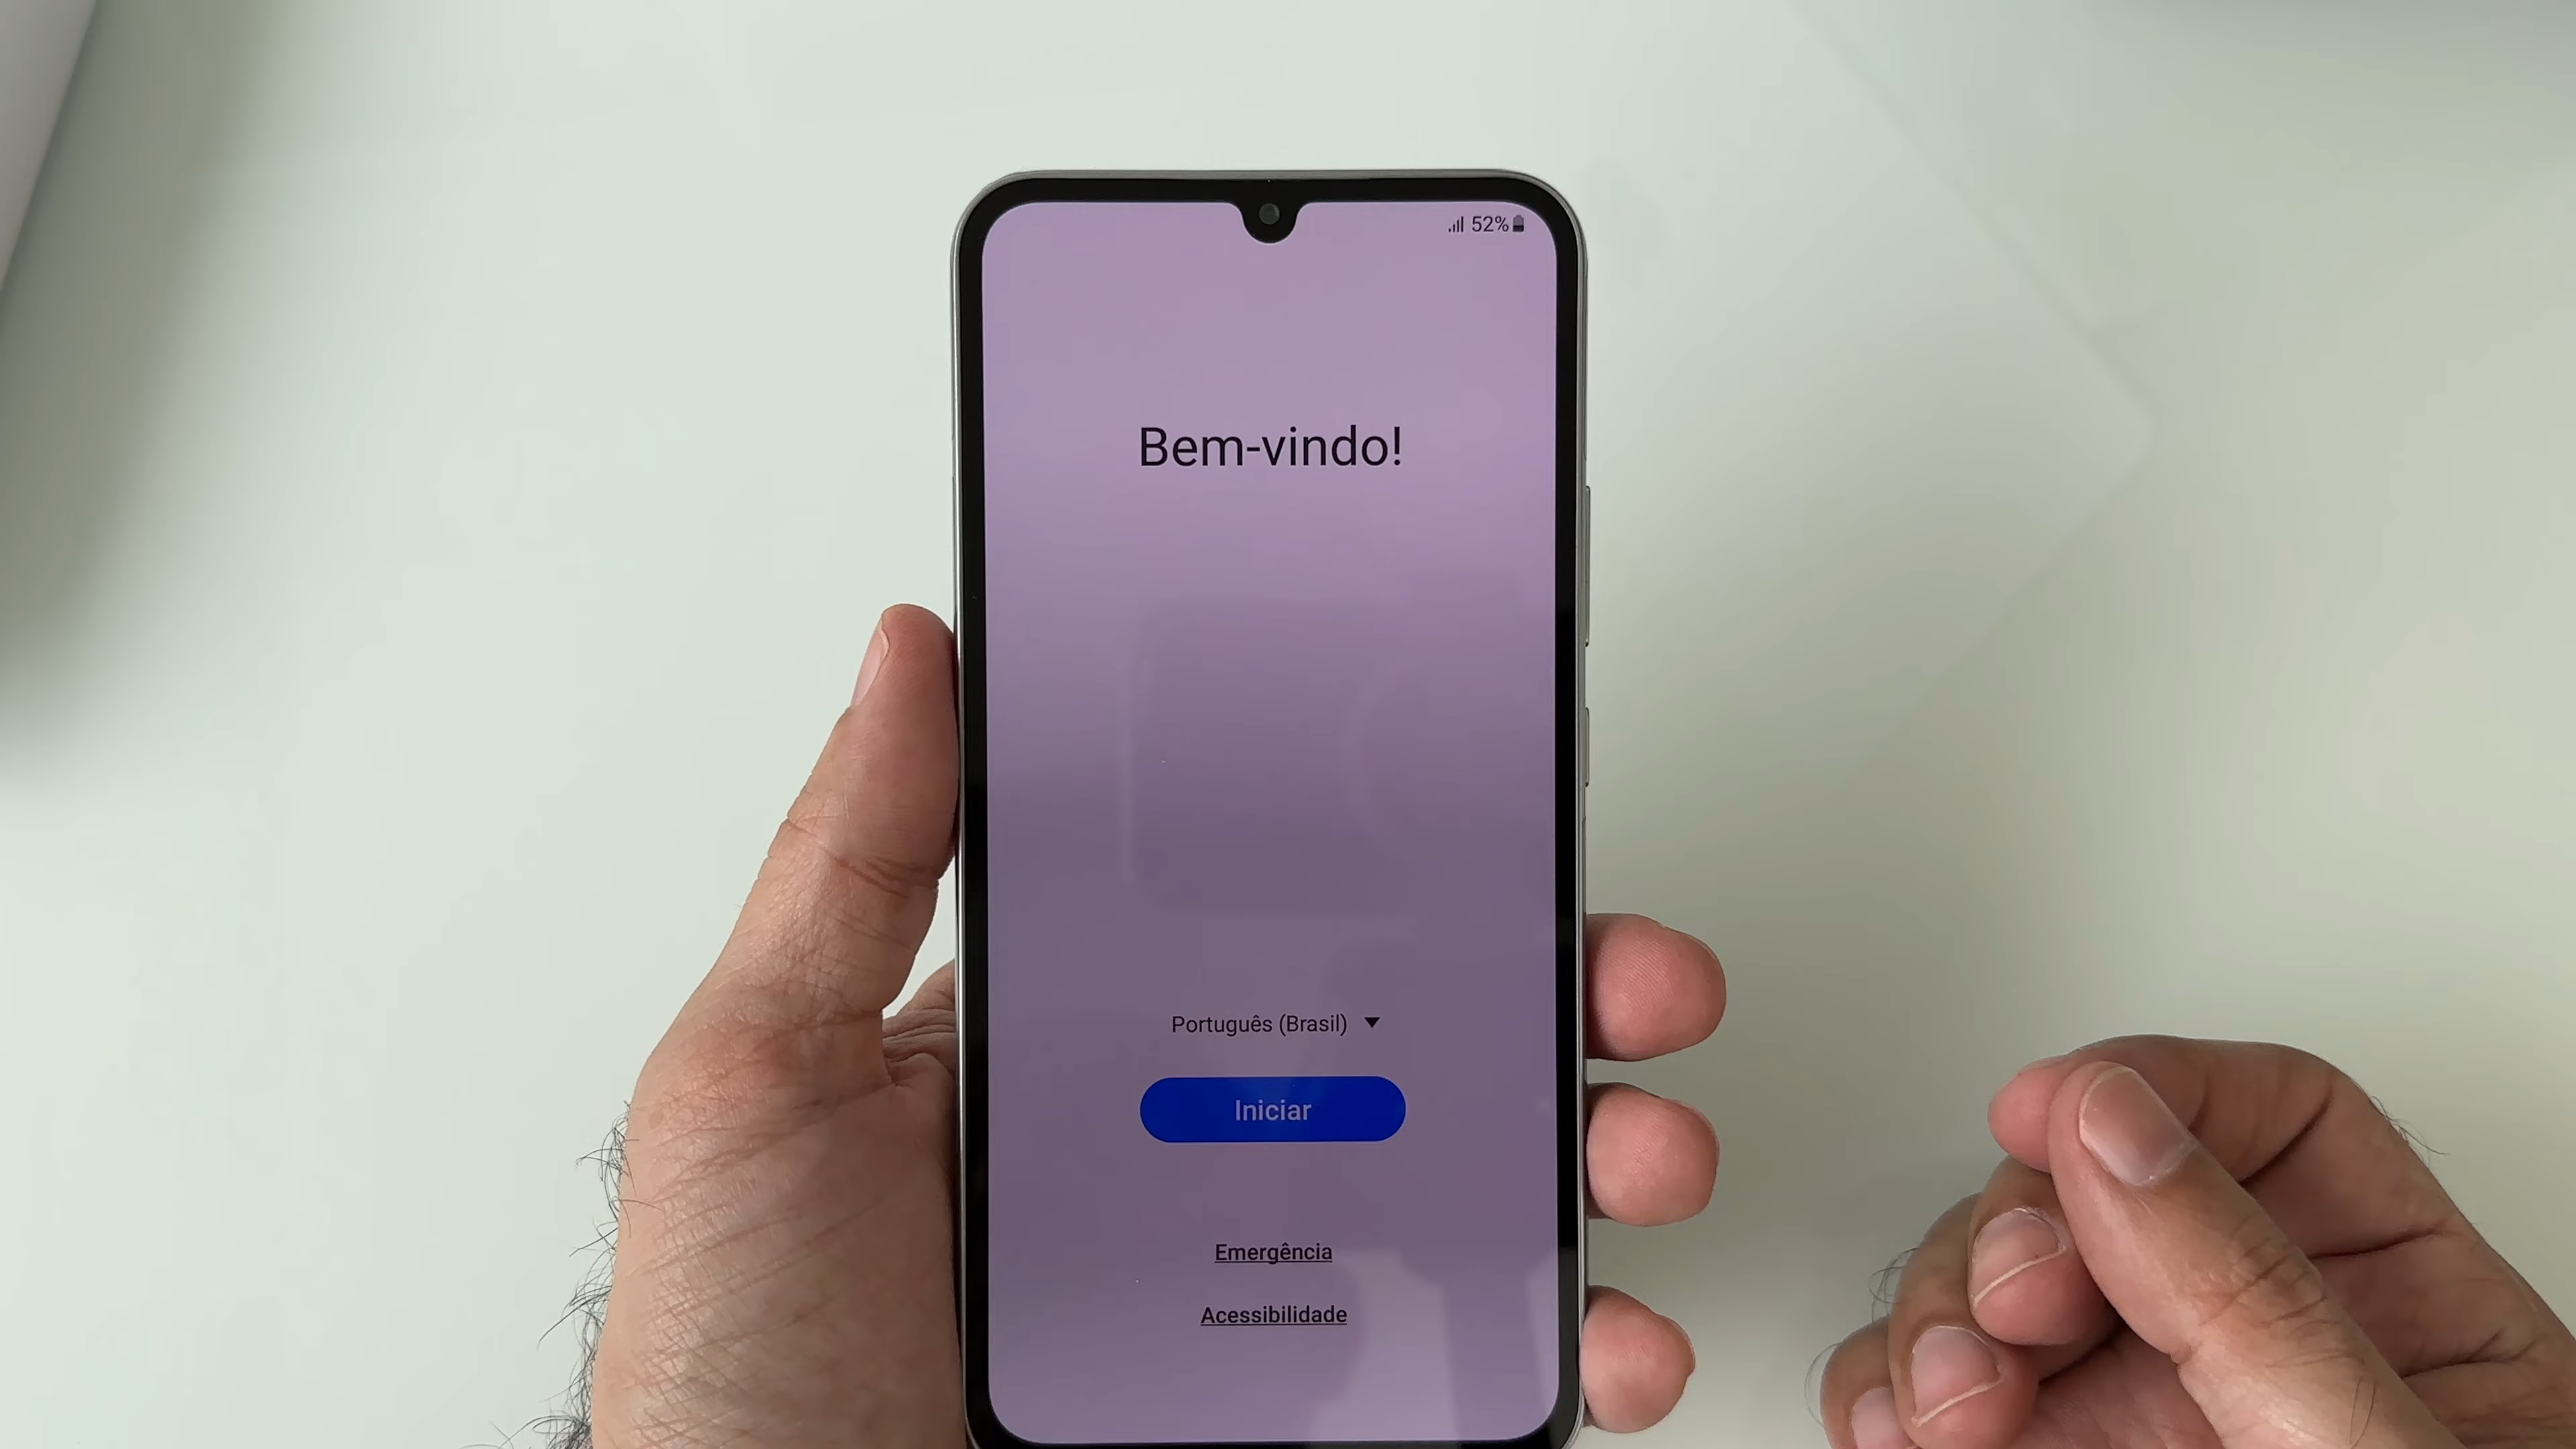 52%
Bem-vindo!
Português (Brasil)
Iniciar
Emergência
Acessibilidade